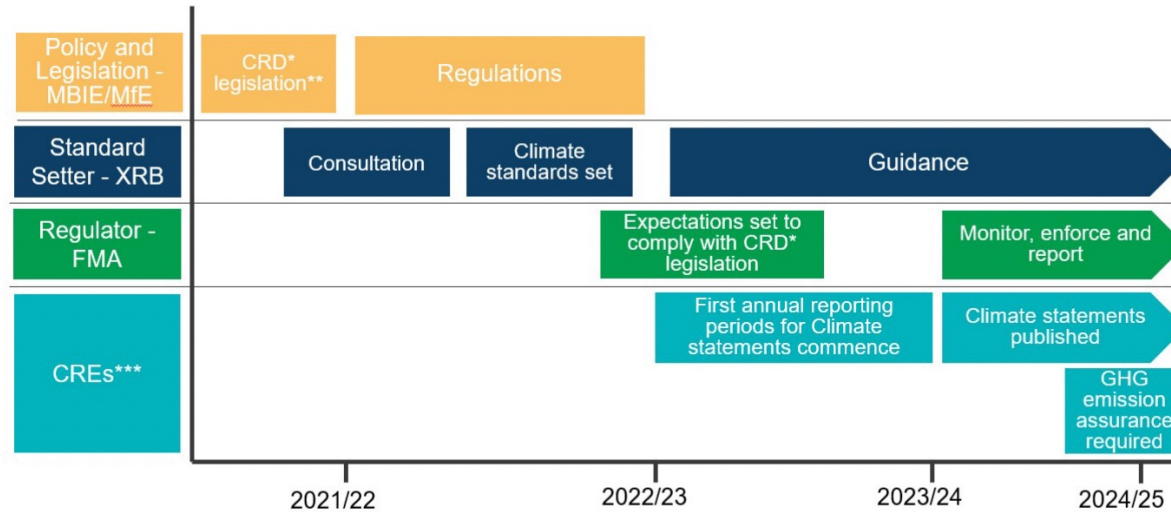 Policy and
Legislation -
MBIE/MfE
CRD*
legislation**
Regulations
Standard
Setter - XRB
Consultation
Climate
standards set
Guidance
Regulator -
FMA
Expectations set to
comply with CRD*
legislation
Monitor, enforce and
report
CREs***
First annual reporting
periods for Climate
statements commence
Climate statements
published
GHG
emission
assurance
required
2021/22
2022/23
2023/24
2024/25